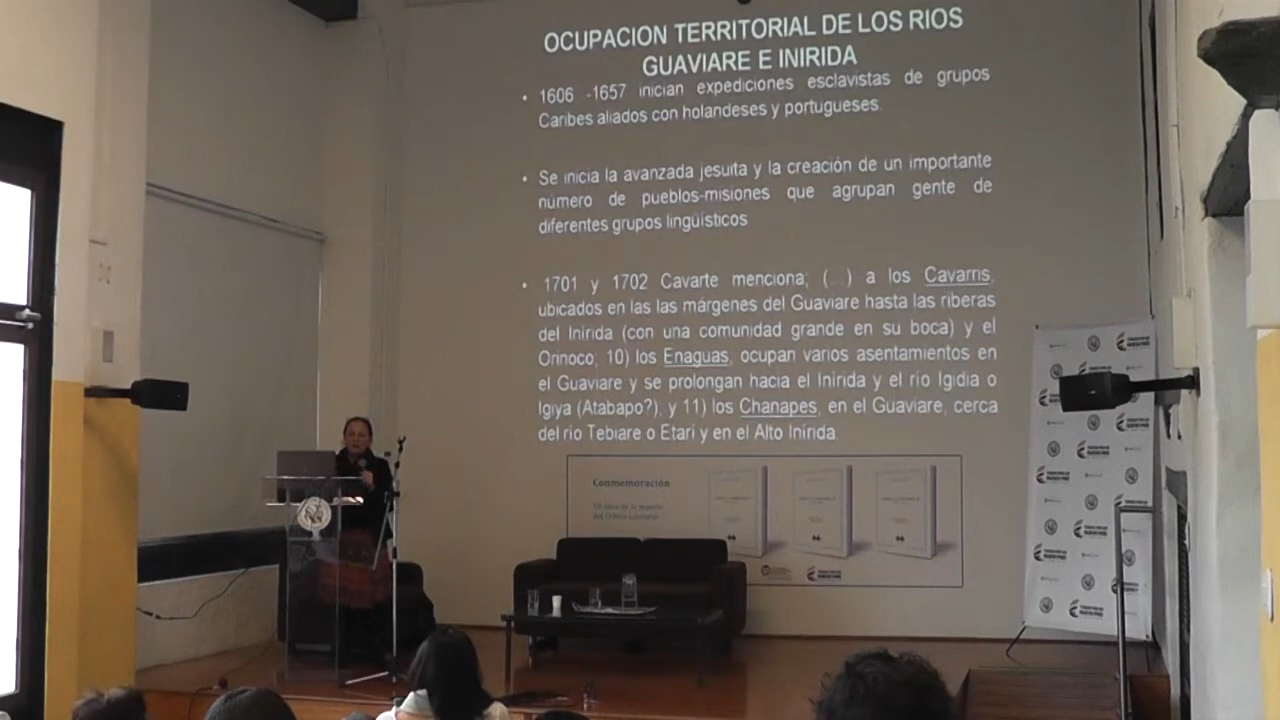 OCUPACION TERRITORIAL DE LOS RIOS
GUAVIARE E INIRIDA
• 1606 -1657 inician expediciones esclavistas de grupos
Caribes aliados con holandeses y portugueses.
• Se inicia la avanzada jesuita y la creación de un importante
número de pueblos-misiones que agrupan gente de
diferentes grupos lingüísticos
• 1701 y 1702 Cavarte menciona; (...) a los Cavarris,
ubicados en las las márgenes del Guaviare hasta las riberas
del Inirida (con una comunidad grande en su boca) y el
Orinoco; 10) los Enaguas, ocupan varios asentamientos en
el Guaviare y se prolongan hacia el Inirida y el río Igidia o
Igiya (Atabapo?), y 11) los Chanapes, en el Guaviare, cerca
del río Tebiare o Etari y en el Alto Inirida.
Conmemoración